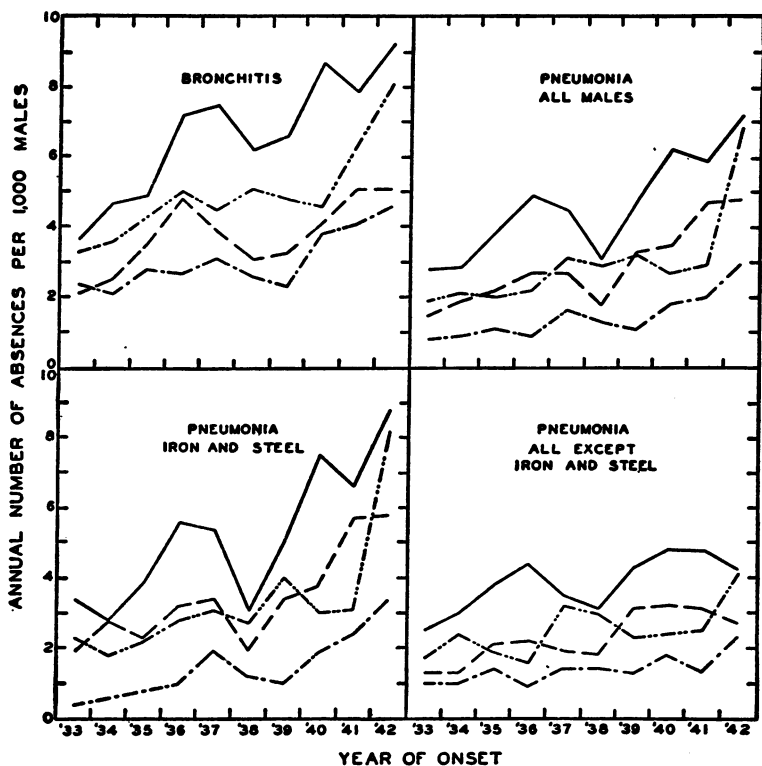 ANNUAL NUMBER OF ABSENCES PER 1,000 MALES
10
8
6
4
2
0
BRONCHITIS
PNEUMONIA
ALL MALES
10
8
6
4
2
0
PNEUMONIA
IRON AND STEEL
PNEUMONIA
ALL EXCEPT
IRON AND STEEL
'33 '34 '35 '36 '37 '38 '39 '40 '41 '42 '33 '34 '35 '36 '37 '38 '39 '40 '41 '42
YEAR OF ONSET